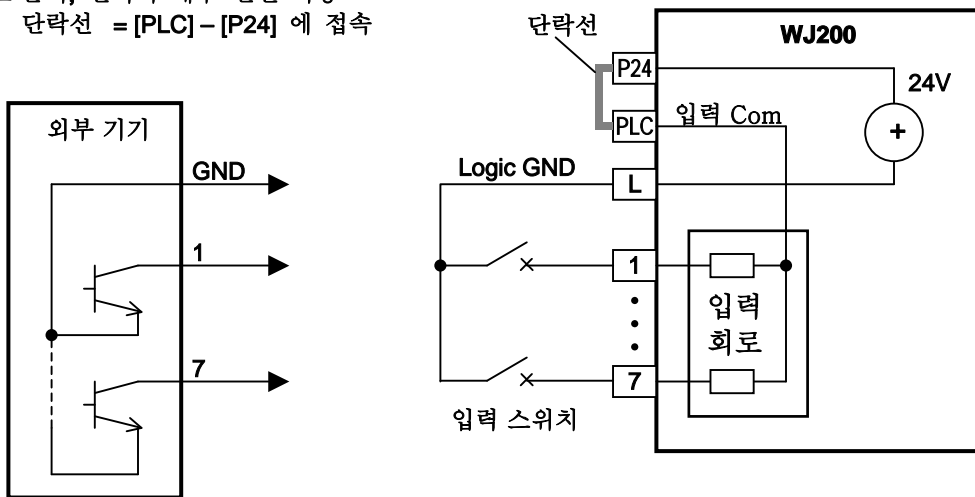 단락선 = [PLC] – [P24] 에 접속
단락선
WJ200
P24
24V
+
PLC
입력 Com
외부 기기
GND
Logic GND
L
1
1
입력
회로
7
7
입력 스위치